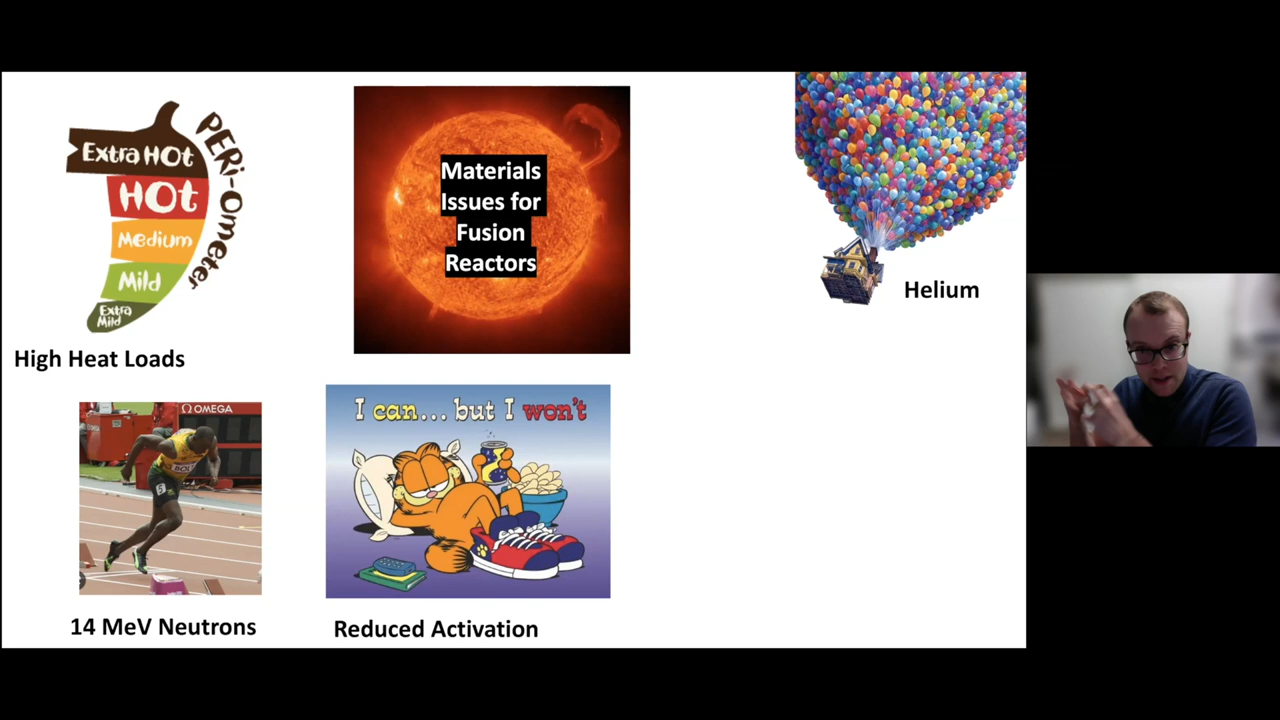 Extra HOt
HOt
Medium
Mild
Extra
Mild
PERi-Ometer
High Heat Loads
Materials
Issues for
Fusion
Reactors
Helium
Ω OMEGA
BOLT
5
14 MeV Neutrons
I can... but I won't
Reduced Activation